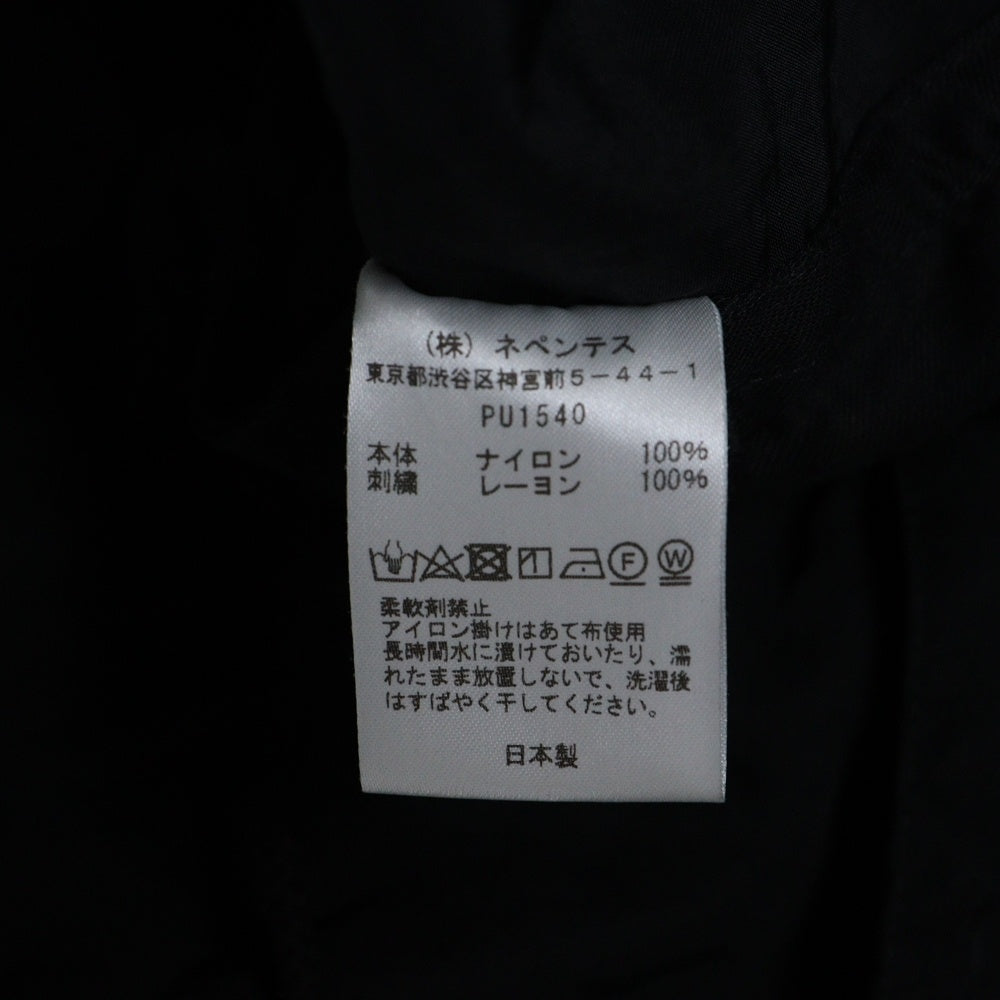 （株）ネペンテス
東京都渋谷区神宮前５－４４－１
PU1540
本体 ナイロン 100%
刺繍 レーヨン 100%
F W
柔軟剤禁止
アイロン掛けはあて布使用
長時間水に漬けておいたり、濡
れたまま放置しないで、洗濯後
はすばやく干してください。
日本製